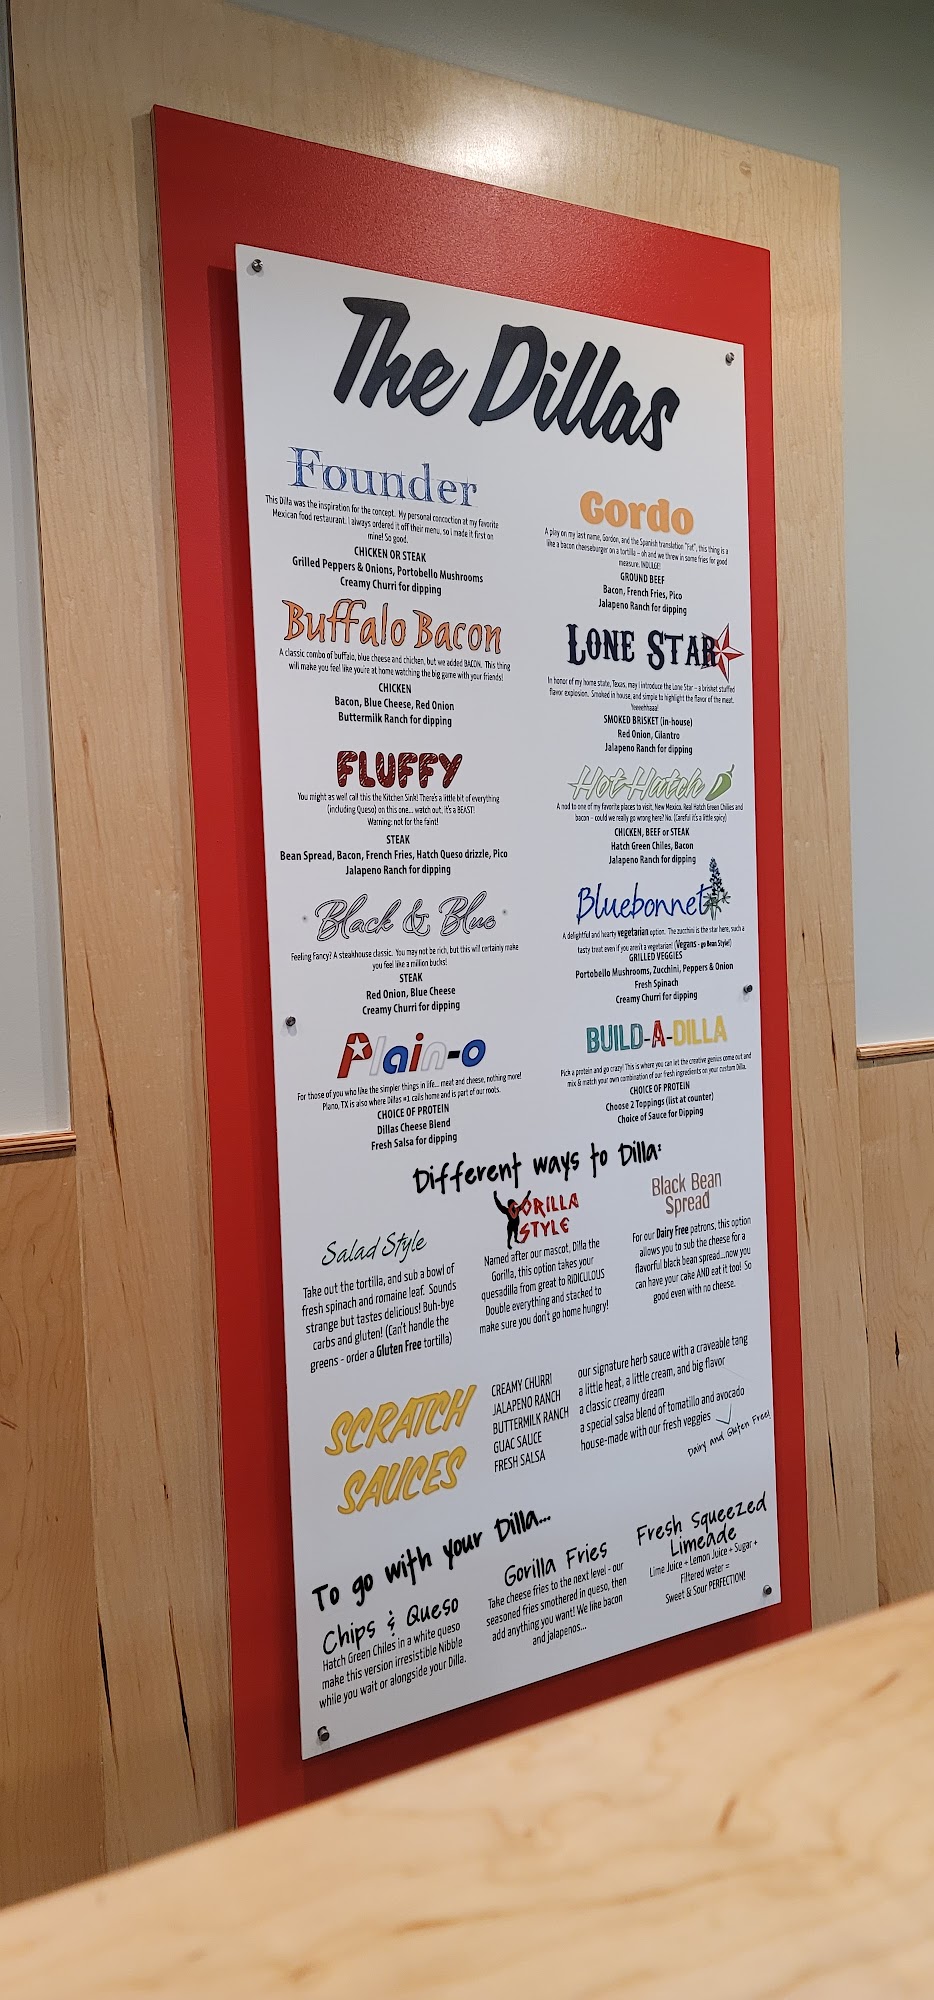 The Dillas
Founder
This Dilla was the inspiration for the concept. My personal concoction at my favorite
Mexican food restaurant. I always ordered it off their menu, so i made it first on
mine! So good.
CHICKEN OR STEAK
Grilled Peppers & Onions, Portobello Mushrooms
Creamy Churri for dipping
Buffalo Bacon
A classic combo of buffalo, blue cheese and chicken, but we added BACON. This thing
will make you feel like you're at home watching the big game with your friends!
CHICKEN
Bacon, Blue Cheese, Red Onion
Buttermilk Ranch for dipping
FLUFFY
You might as well call this the Kitchen Sink! There's a little bit of everything
(including Queso) on this one... watch out, it's a BEAST!
Warning: not for the faint!
STEAK
Bean Spread, Bacon, French Fries, Hatch Queso drizzle, Pico
Jalapeno Ranch for dipping
Black & Blue
Feeling Fancy? A steakhouse classic. You may not be rich, but this will certainly make
you feel like a million bucks!
STEAK
Red Onion, Blue Cheese
Creamy Churri for dipping
Plain-o
For those of you who like the simpler things in life... meat and cheese, nothing more!
Plano, TX is also where Dillas #1 calls home and is part of our roots.
CHOICE OF PROTEIN
Dillas Cheese Blend
Fresh Salsa for dipping
Gordo
A play on my last name, Gordon, and the Spanish translation "Fat", this thing is a
like a bacon cheeseburger on a tortilla - oh and we threw in some fries for good
measure. INDULGE!
GROUND BEEF
Bacon, French Fries, Pico
Jalapeno Ranch for dipping
LONE STAR
In honor of my home state, Texas, may I introduce the Lone Star - a brisket stuffed
flavor explosion. Smoked in house, and simple to highlight the flavor of the meat.
Yeeeehhaaa!
SMOKED BRISKET (in-house)
Red Onion, Cilantro
Jalapeno Ranch for dipping
Hot Hatch
A nod to one of my favorite places to visit, New Mexico. Real Hatch Green Chilies and
bacon - could we really go wrong here? No. (Careful it's a little spicy)
CHICKEN, BEEF or STEAK
Hatch Green Chiles, Bacon
Jalapeno Ranch for dipping
Bluebonnet
A delightful and hearty vegetarian option. The zucchini is the star here, such a
tasty treat even if you aren't a vegetarian! (Vegans - go Bean Style!)
GRILLED VEGGIES
Portobello Mushrooms, Zucchini, Peppers & Onion
Fresh Spinach
Creamy Churri for dipping
BUILD-A-DILLA
Pick a protein and go crazy! This is where you can let the creative genius come out and
mix & match your own combination of our fresh ingredients on your custom Dilla.
CHOICE OF PROTEIN
Choose 2 Toppings (list at counter)
Choice of Sauce for Dipping
Different ways to Dilla:
Salad Style
Take out the tortilla, and sub a bowl of
fresh spinach and romaine leaf. Sounds
strange but tastes delicious! Buh-bye
carbs and gluten! (Can't handle the
greens - order a Gluten Free tortilla)
GORILLA
STYLE
Named after our mascot, Dilla the
Gorilla, this option takes your
quesadilla from great to RIDICULOUS
Double everything and stacked to
make sure you don't go home hungry!
Black Bean
Spread
For our Dairy Free patrons, this option
allows you to sub the cheese for a
flavorful black bean spread...now you
can have your cake AND eat it too! So
good even with no cheese.
SCRATCH
SAUCES
CREAMY CHURRI our signature herb sauce with a craveable tang
JALAPENO RANCH a little heat, a little cream, and big flavor
BUTTERMILK RANCH a classic creamy dream
GUAC SAUCE a special salsa blend of tomatillo and avocado
FRESH SALSA house-made with our fresh veggies
Dairy and Gluten Free!
To go with your Dilla...
Chips & Queso
Hatch Green Chiles in a white queso
make this version irresistible Nibble
while you wait or alongside your Dilla.
Gorilla Fries
Take cheese fries to the next level - our
seasoned fries smothered in queso, then
add anything you want! We like bacon
and jalapenos...
Fresh Squeezed
Limeade
Lime Juice + Lemon Juice + Sugar +
Filtered water =
Sweet & Sour PERFECTION!